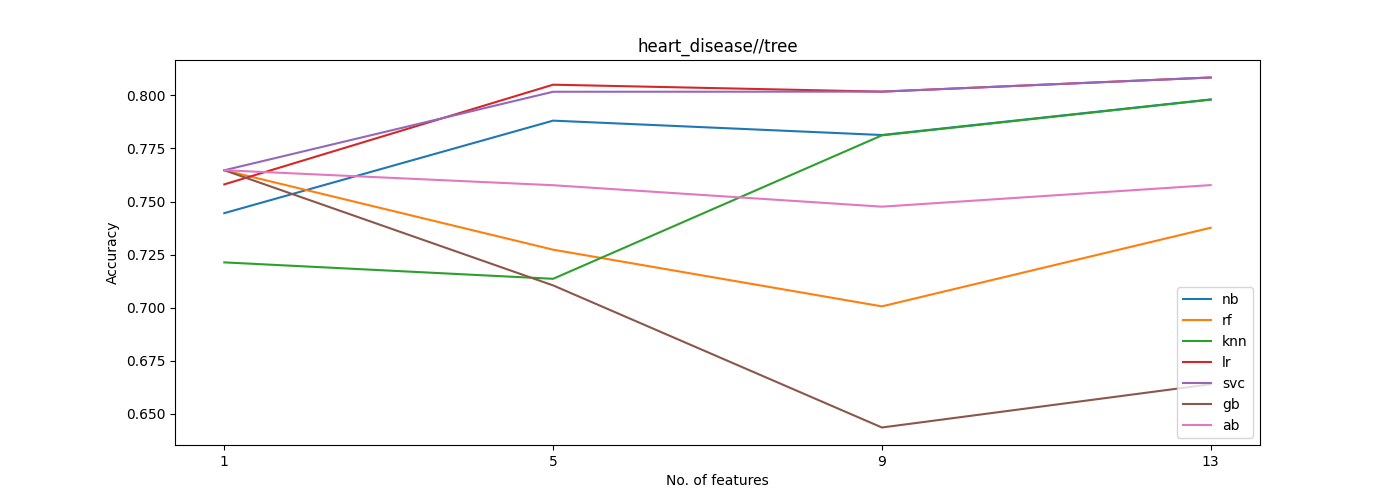 heart_disease//tree
Accuracy
0.800
0.775
0.750
0.725
0.700
0.675
0.650
1 5 9 13
No. of features
nb
rf
knn
lr
svc
gb
ab